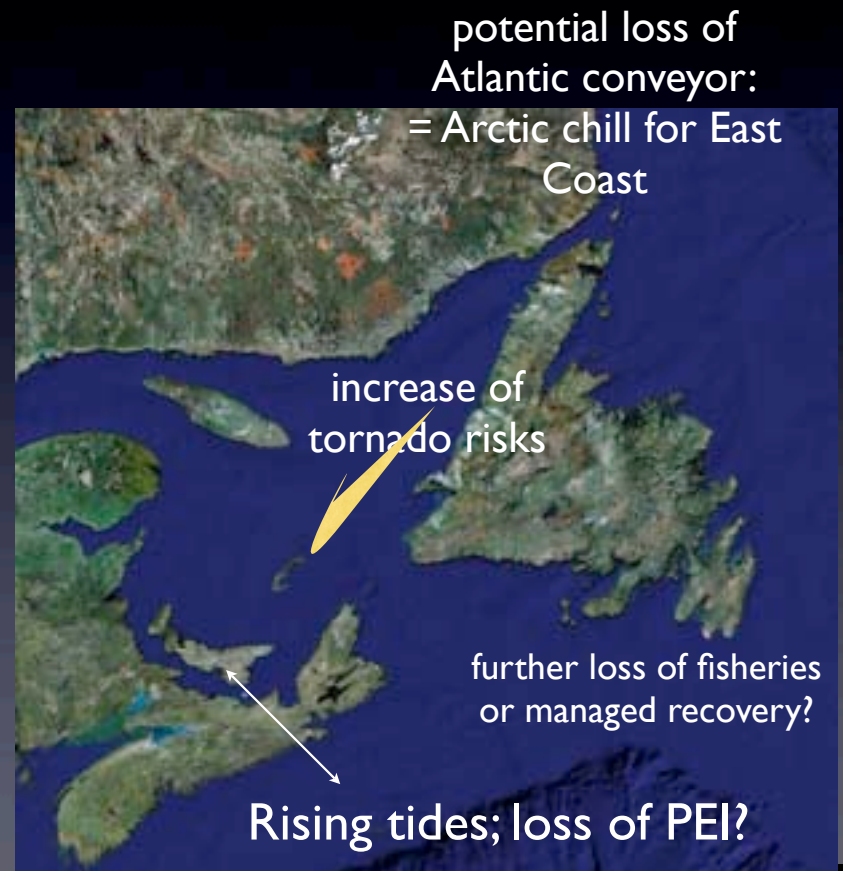 potential loss of
Atlantic conveyor:
= Arctic chill for East
Coast
increase of
tornado risks
further loss of fisheries
or managed recovery?
Rising tides; loss of PEI?